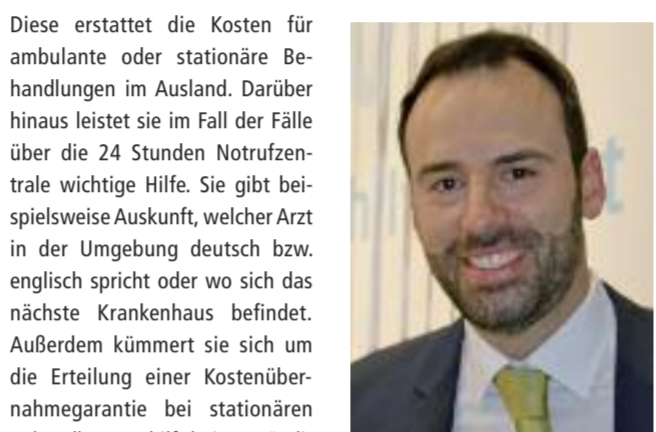 Diese erstattet die Kosten für
ambulante oder stationäre Be-
handlungen im Ausland. Darüber
hinaus leistet sie im Fall der Fälle
über die 24 Stunden Notrufzen-
trale wichtige Hilfe. Sie gibt bei-
spielsweise Auskunft, welcher Arzt
in der Umgebung deutsch bzw.
englisch spricht oder wo sich das
nächste Krankenhaus befindet.
Außerdem kümmert sie sich um
die Erteilung einer Kostenüber-
nahmegarantie bei stationären